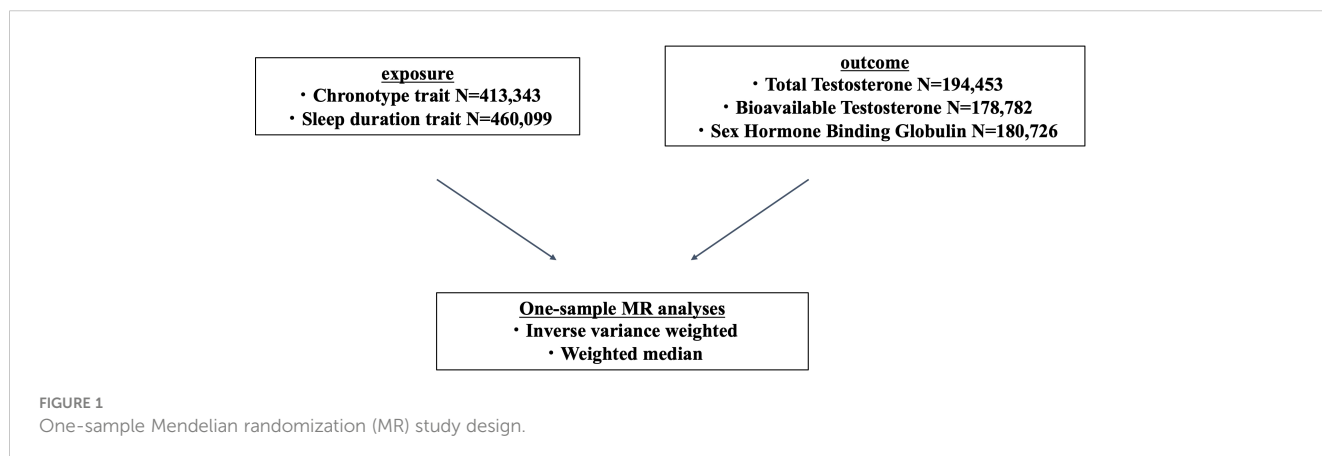 exposure
・Chronotype trait N=413,343
・Sleep duration trait N=460,099
outcome
・Total Testosterone N=194,453
・Bioavailable Testosterone N=178,782
・Sex Hormone Binding Globulin N=180,726
One-sample MR analyses
・Inverse variance weighted
・Weighted median
FIGURE 1
One-sample Mendelian randomization (MR) study design.